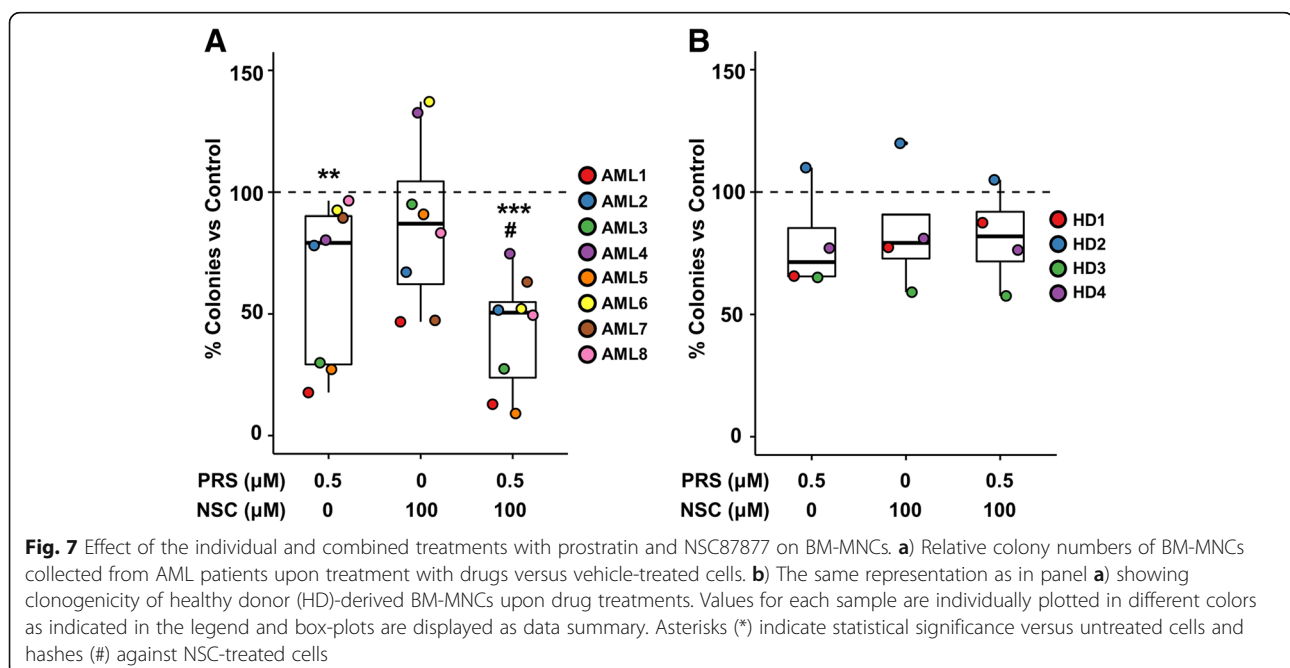 A
B
150
100
50
0
% Colonies vs Control
**
***
#
AML1
AML2
AML3
AML4
AML5
AML6
AML7
AML8
PRS (μM) 0.5 0 0.5
NSC (μM) 0 100 100
150
100
50
0
% Colonies vs Control
HD1
HD2
HD3
HD4
PRS (μM) 0.5 0 0.5
NSC (μM) 0 100 100
Fig. 7 Effect of the individual and combined treatments with prostratin and NSC87877 on BM-MNCs. a) Relative colony numbers of BM-MNCs
collected from AML patients upon treatment with drugs versus vehicle-treated cells. b) The same representation as in panel a) showing
clonogenicity of healthy donor (HD)-derived BM-MNCs upon drug treatments. Values for each sample are individually plotted in different colors
as indicated in the legend and box-plots are displayed as data summary. Asterisks (*) indicate statistical significance versus untreated cells and
hashes (#) against NSC-treated cells